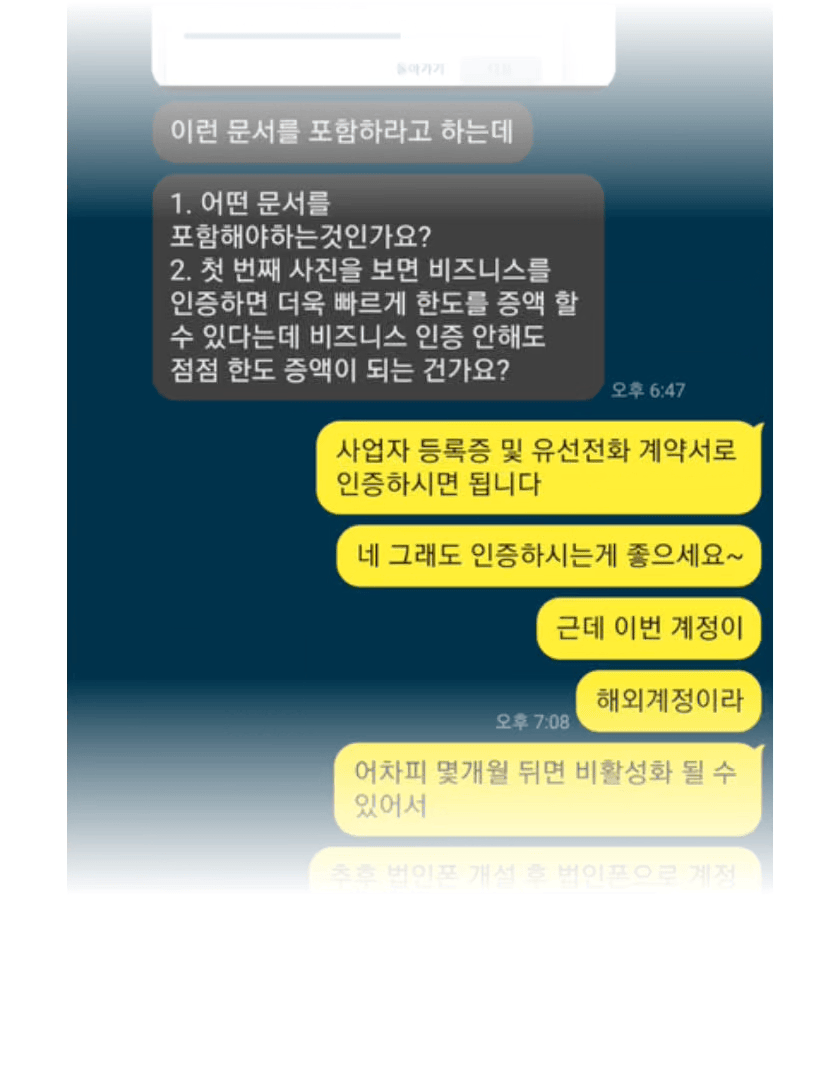 돌아가기
이런 문서를 포함하라고 하는데
1. 어떤 문서를
포함해야하는것인가요?
2. 첫 번째 사진을 보면 비즈니스를
인증하면 더욱 빠르게 한도를 증액 할
수 있다는데 비즈니스 인증 안해도
점점 한도 증액이 되는 건가요?
오후 6:47
사업자 등록증 및 유선전화 계약서로
인증하시면 됩니다
네 그래도 인증하시는게 좋으세요~
근데 이번 계정이
해외계정이라
오후 7:08
어차피 몇개월 뒤면 비활성화 될 수
있어서
추후 법인폰 개설 후 법인폰으로 계정